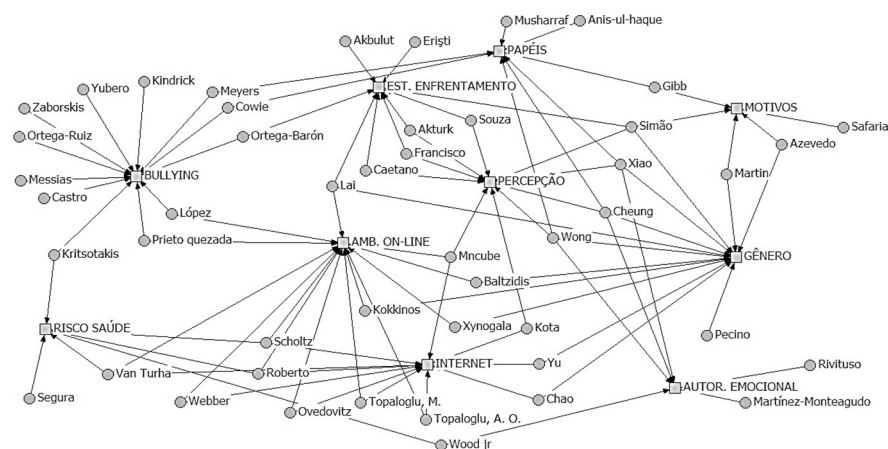 Musharraf
Anis-ul-haque
Akbulut
Erişti
PAPÉIS
Yubero
Kindrick
Meyers
EST. ENFRENTAMENTO
Gibb
Zaborskis
Cowie
MOTIVOS
Ortega-Ruiz
Ortega-Barón
Akturk
Souza
Simão
Safaria
Azevedo
Francisco
Xiao
Messias
BULLYING
Caetano
PERCEPÇÃO
Martin
Castro
Lai
López
Cheung
Kritsotakis
Prieto quezada
AMB. ON-LINE
Mncube
Wong
GÊNERO
Baltzidis
Kokkinos
RISCO SAÚDE
Scholtz
Xynogala
Kota
Pecino
Van Turha
Roberto
INTERNET
Yu
Segura
Webber
Ovedovitz
Topaloglu, M.
Topaloglu, A. O.
Chao
AUTOR. EMOCIONAL
Rivituso
Martínez-Monteagudo
Wood jr